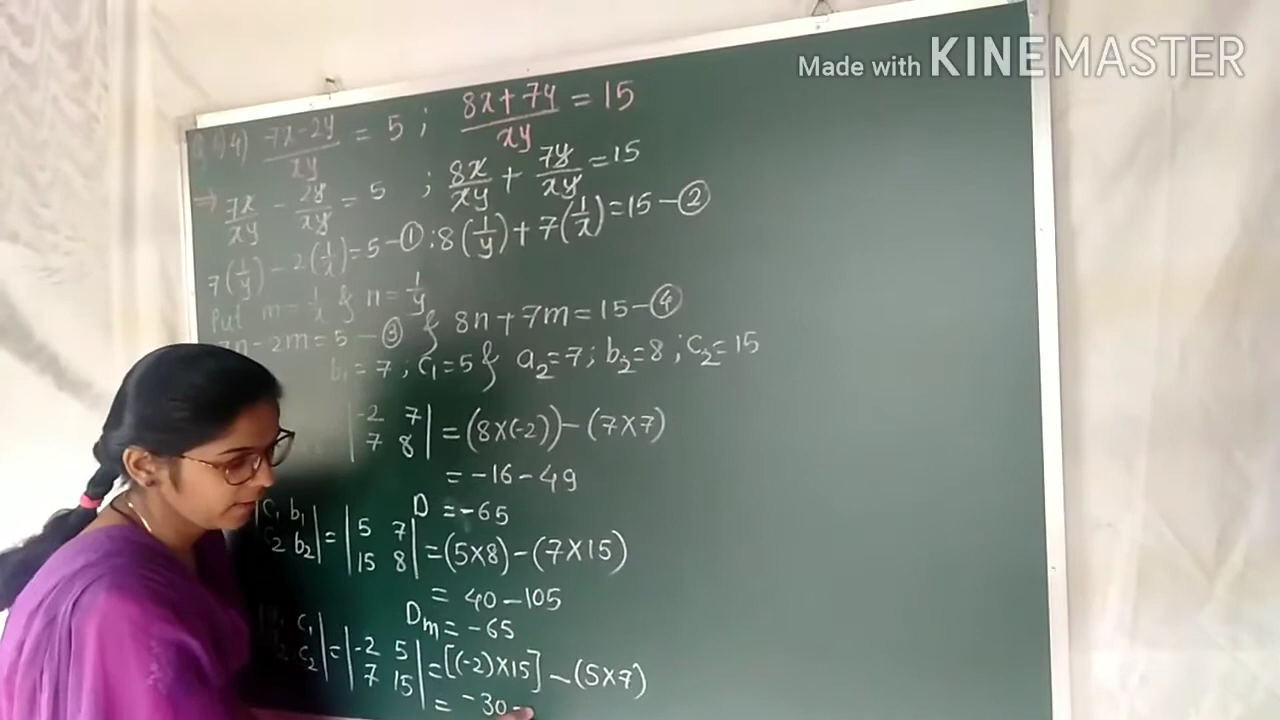 Made with KINEMASTER
4) 7x-2y/xy = 5 ; 8x+7y/xy = 15
→ 7x/xy - 2y/xy = 5 ; 8x/xy + 7y/xy = 15
7(1/y) - 2(1/x) = 5 - ① ; 8(1/y) + 7(1/x) = 15 - ②
Put m = 1/x & n = 1/y
7n - 2m = 5 - ③ & 8n + 7m = 15 - ④
b₁ = 7 ; c₁ = 5 & a₂ = 7 ; b₂ = 8 ; c₂ = 15
|-2 7|
|7 8| = (8×(-2)) - (7×7)
= -16 - 49
D = -65
|c₁ b₁|
|c₂ b₂| = |5 7|
|15 8| = (5×8) - (7×15)
= 40 - 105
Dm = -65
c₁|
c₂| = |-2 5|
|7 15| = [(-2)×15] - (5×7)
= -30 -